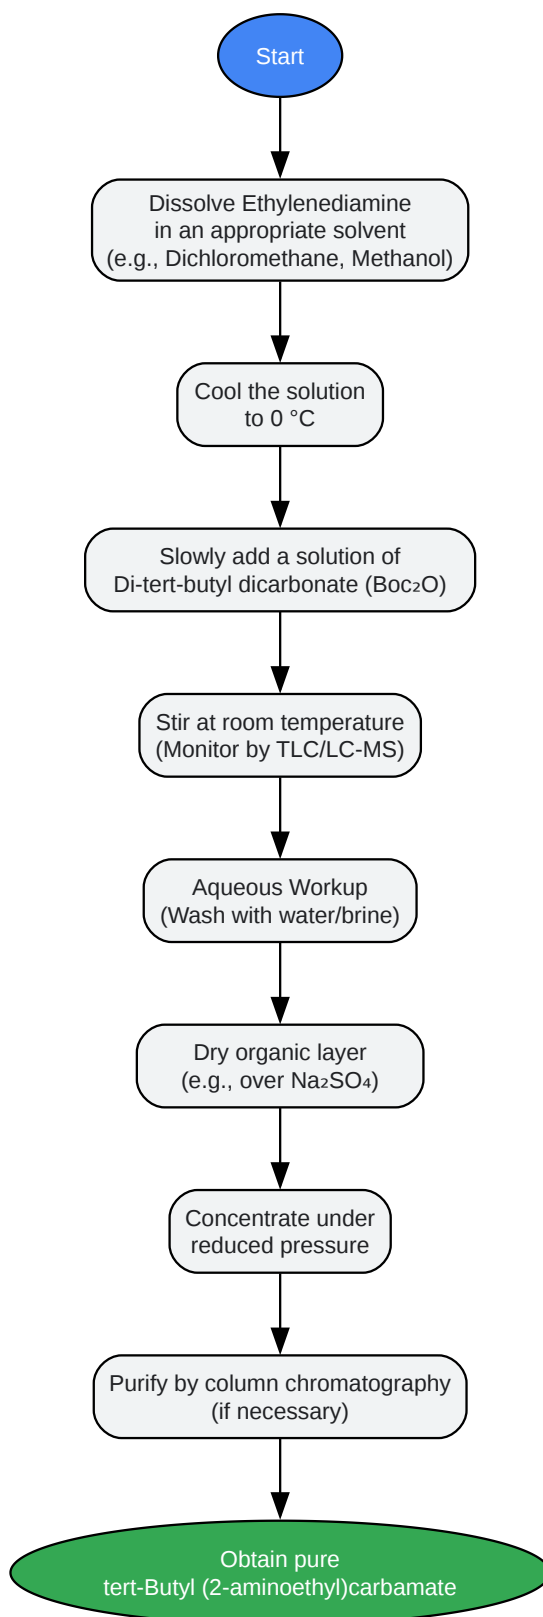 Start
Dissolve Ethylenediamine
in an appropriate solvent
(e.g., Dichloromethane, Methanol)
Cool the solution
to 0 °C
Slowly add a solution of
Di-tert-butyl dicarbonate (Boc₂O)
Stir at room temperature
(Monitor by TLC/LC-MS)
Aqueous Workup
(Wash with water/brine)
Dry organic layer
(e.g., over Na₂SO₄)
Concentrate under
reduced pressure
Purify by column chromatography
(if necessary)
Obtain pure
tert-Butyl (2-aminoethyl)carbamate